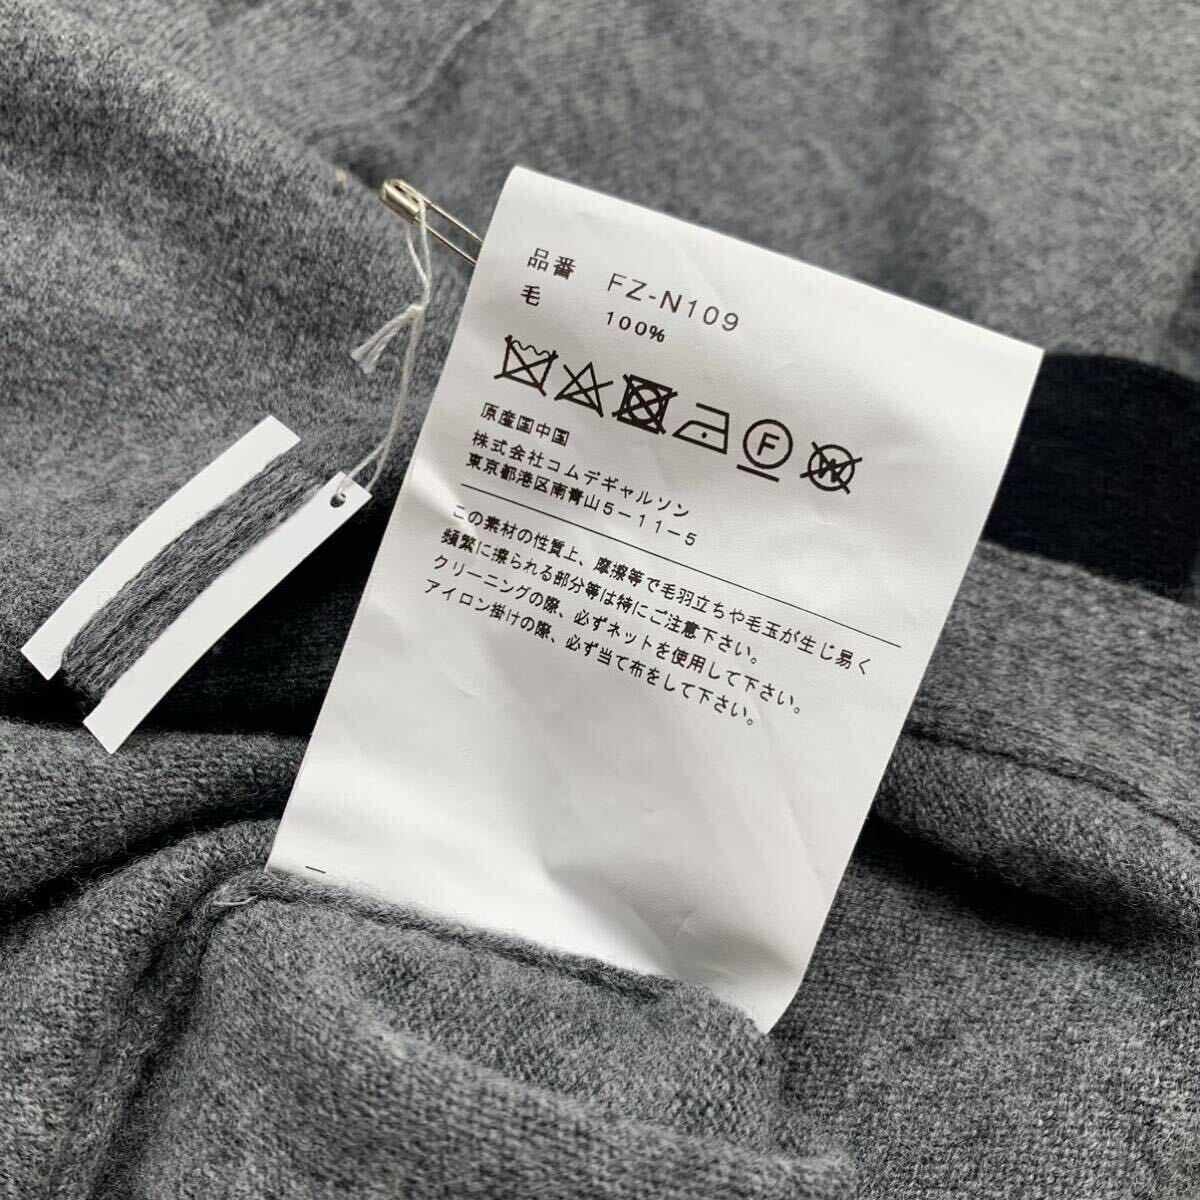 品番 FZ-N109
毛 100%
F W
原産国中国
株式会社コムデギャルソン
東京都港区南青山5-11-5
この素材の性質上、摩擦等で毛羽立ちや毛玉が生じ易く
頻繁に擦られる部分等は特にご注意下さい。
クリーニングの際、必ずネットを使用して下さい。
アイロン掛けの際、必ず当て布をして下さい。